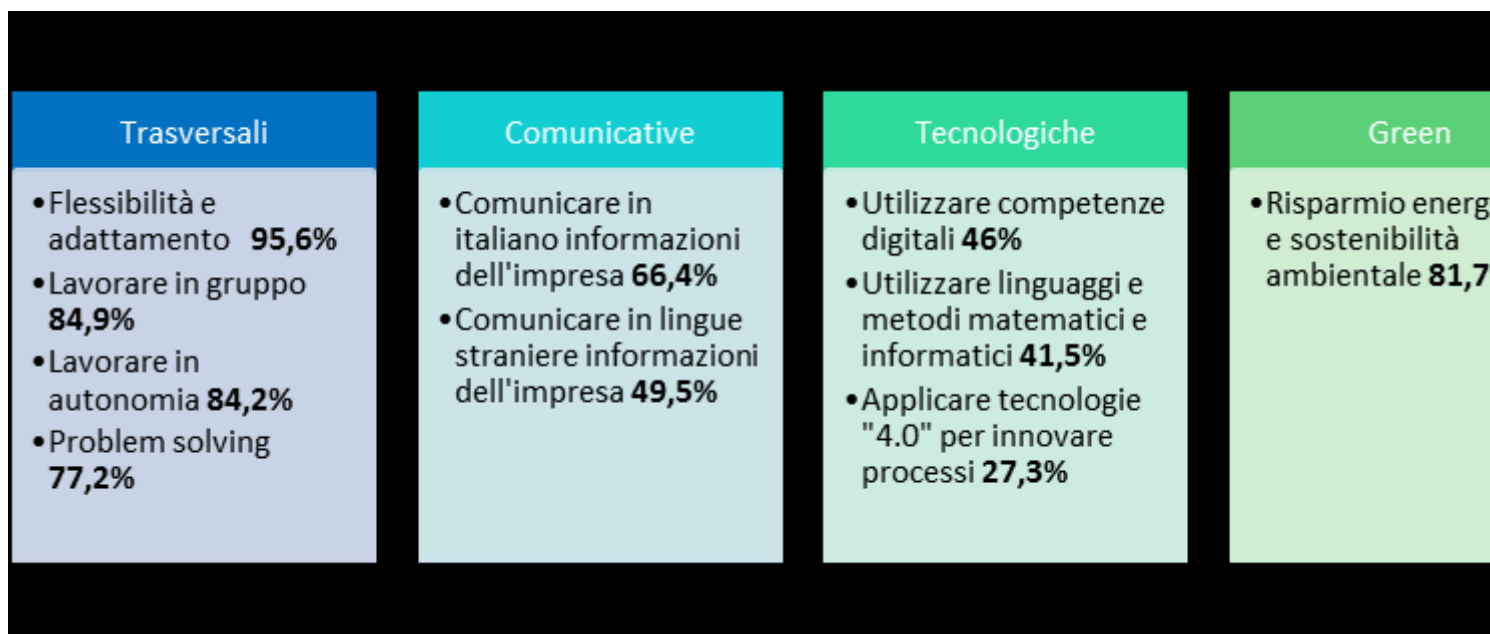 Trasversali
•Flessibilità e
adattamento 95,6%
•Lavorare in gruppo
84,9%
•Lavorare in
autonomia 84,2%
•Problem solving
77,2%
Comunicative
•Comunicare in
italiano informazioni
dell'impresa 66,4%
•Comunicare in lingue
straniere informazioni
dell'impresa 49,5%
Tecnologiche
•Utilizzare competenze
digitali 46%
•Utilizzare linguaggi e
metodi matematici e
informatici 41,5%
•Applicare tecnologie
"4.0" per innovare
processi 27,3%
Green
•Risparmio energ
e sostenibilità
ambientale 81,7